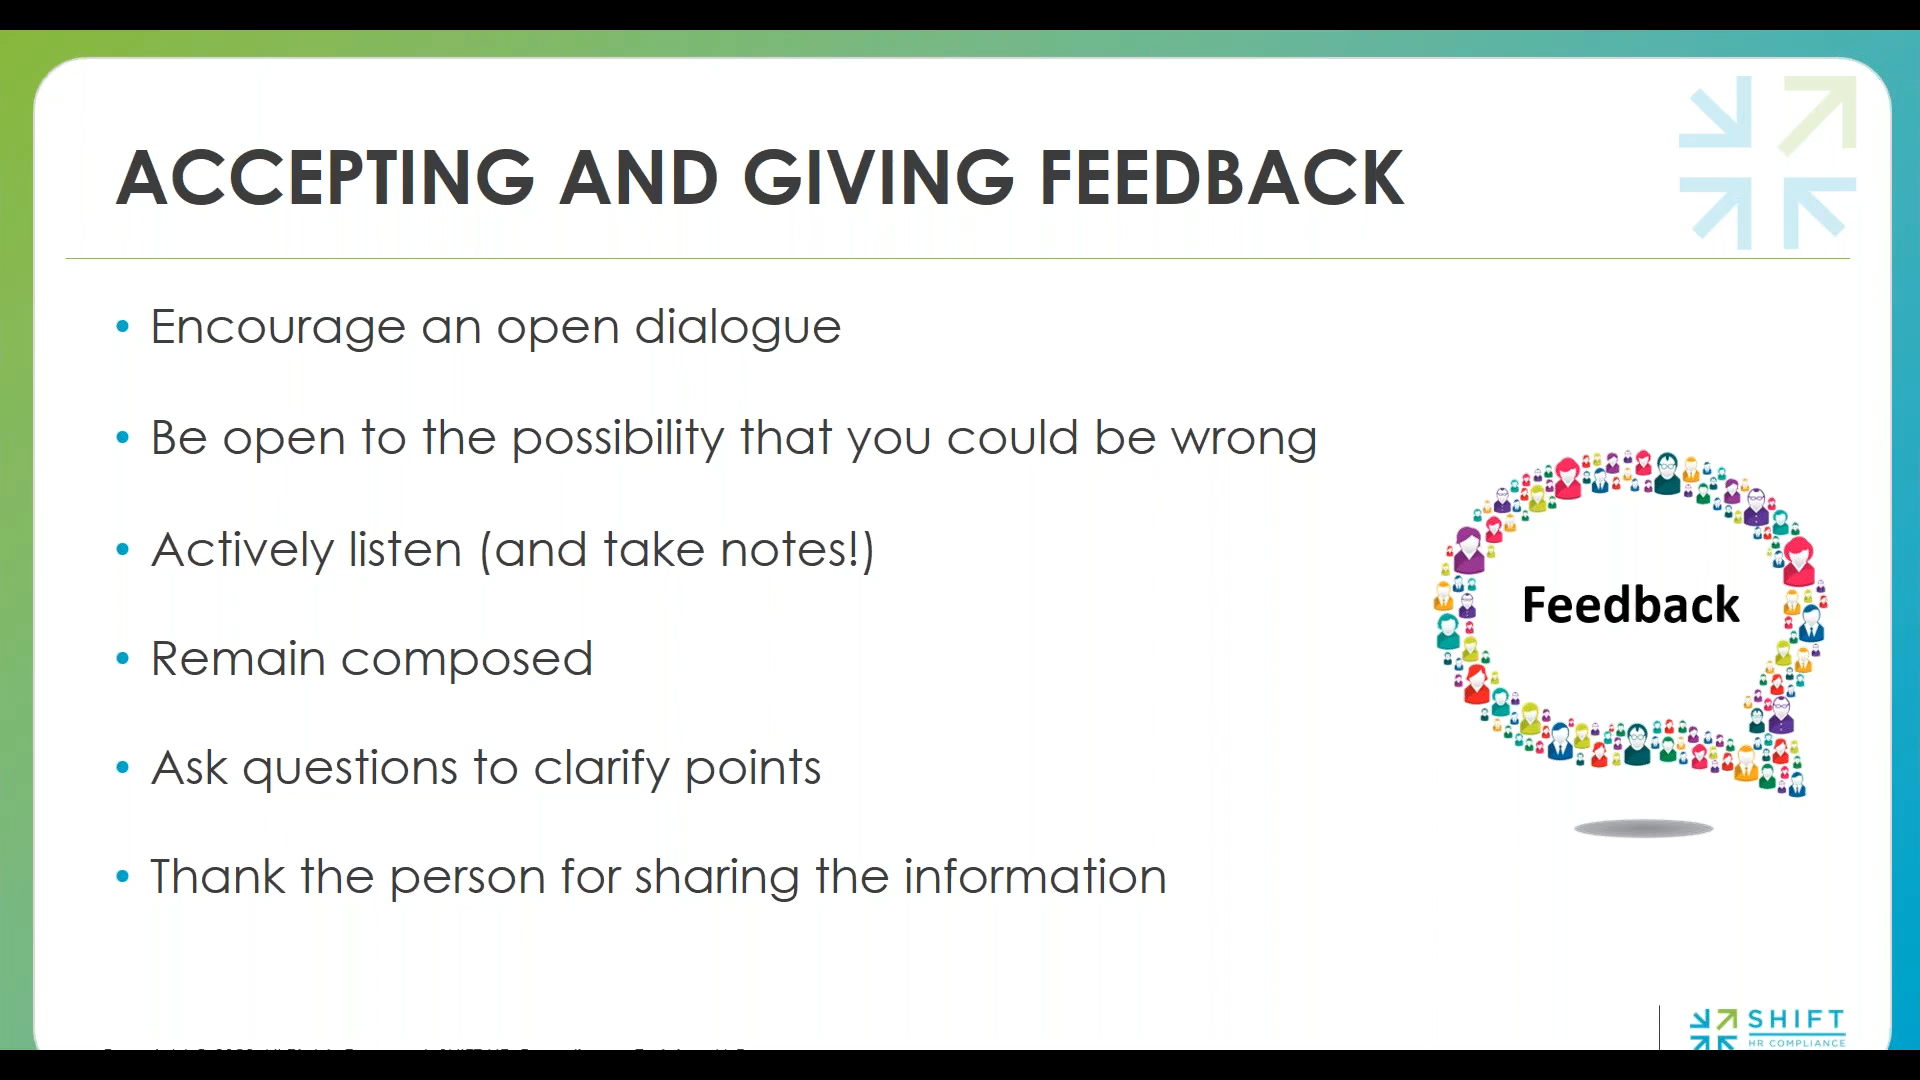 ACCEPTING AND GIVING FEEDBACK
• Encourage an open dialogue
• Be open to the possibility that you could be wrong
• Actively listen (and take notes!)
Feedback
• Remain composed
• Ask questions to clarify points
• Thank the person for sharing the information
SHIFT
HR COMPLIANCE